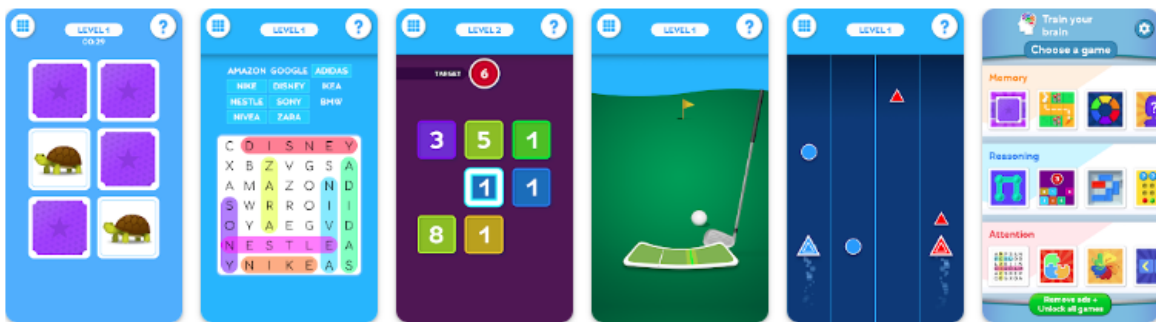 LEVEL 1
00:29
?
LEVEL 1
?
AMAZON GOOGLE ADIDAS
NIKE DISNEY IKEA
NESTLE SONY BMW
NIVEA ZARA
C D I S N E Y
X B Z V G S A
A M A Z O N D
S W R R O I I
O Y A E G V D
N E S T L E A
Y N I K E A S
LEVEL 2
?
TARGET 6
3 5 1
1 1
8 1
LEVEL 1
?
LEVEL 1
?
Train your
brain
Choose a game
Memory
Reasoning
Attention
Remove ads +
Unlock all games